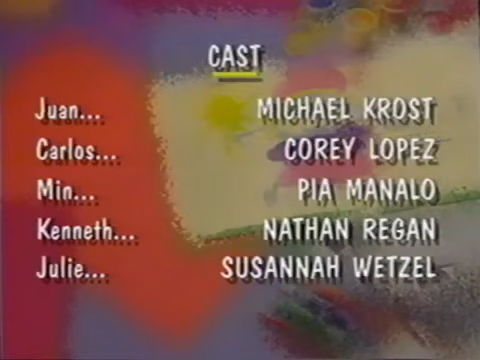 CAST
Juan... MICHAEL KROST
Carlos... COREY LOPEZ
Min... PIA MANALO
Kenneth... NATHAN REGAN
Julie... SUSANNAH WETZEL